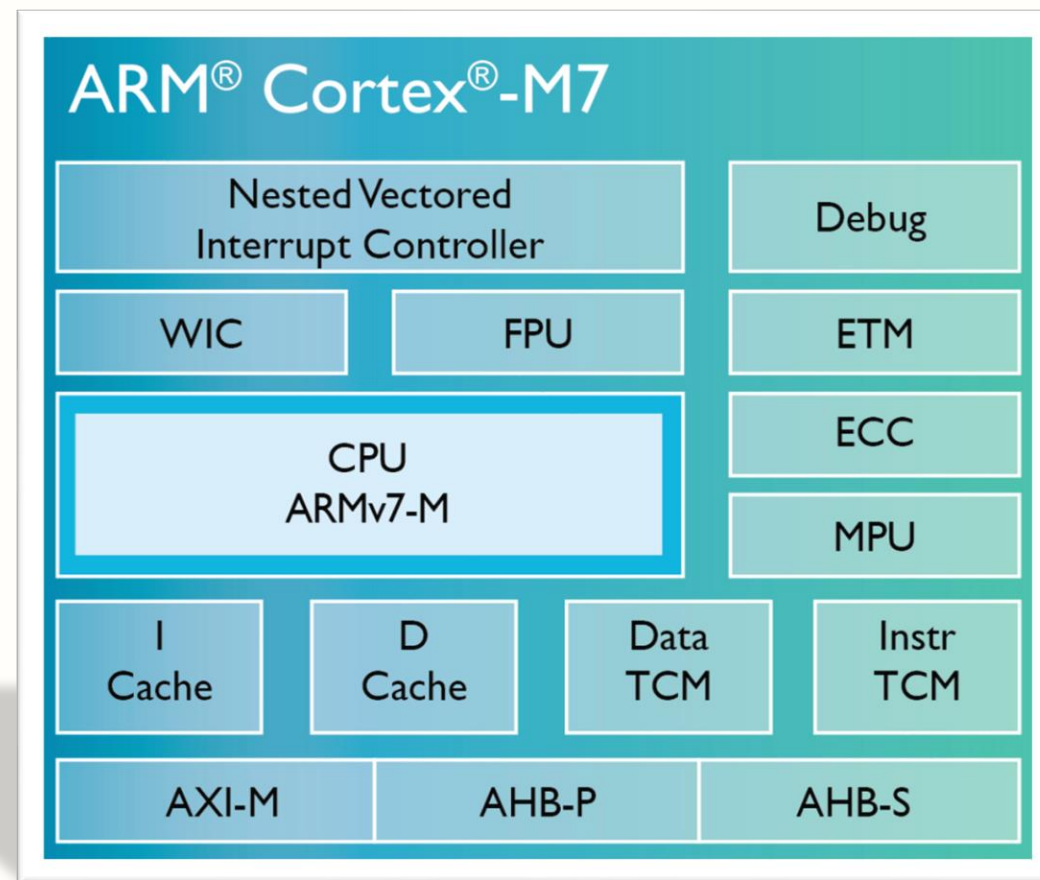 ARM® Cortex®-M7
Nested Vectored
Interrupt Controller
Debug
WIC
FPU
ETM
CPU
ARMv7-M
ECC
MPU
I
Cache
D
Cache
Data
TCM
Instr
TCM
AXI-M
AHB-P
AHB-S